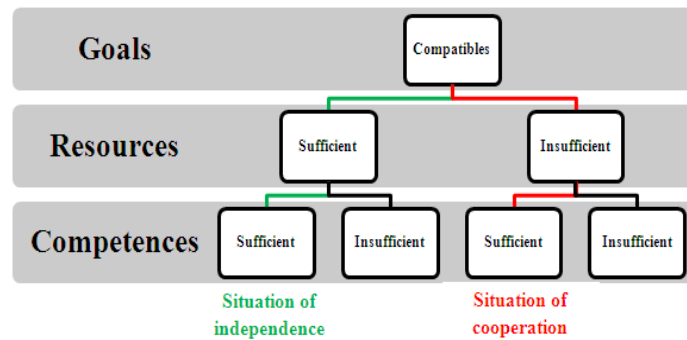 Goals
Compatibles
Resources
Sufficient
Insufficient
Competences
Sufficient
Insufficient
Sufficient
Insufficient
Situation of
independence
Situation of
cooperation